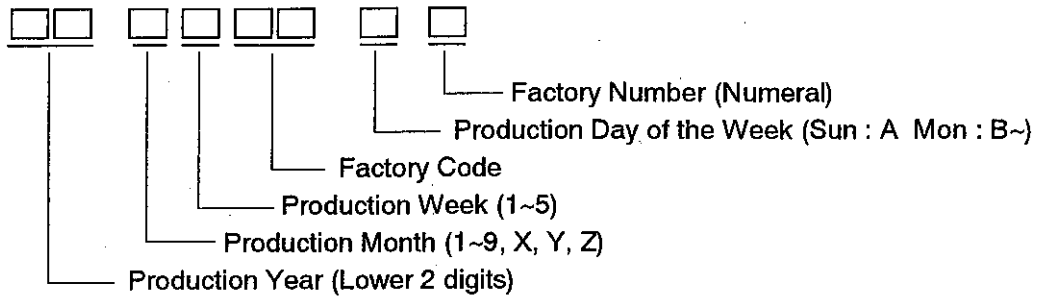 Factory Number (Numeral)
Production Day of the Week (Sun : A Mon : B~)
Factory Code
Production Week (1~5)
Production Month (1~9, X, Y, Z)
Production Year (Lower 2 digits)